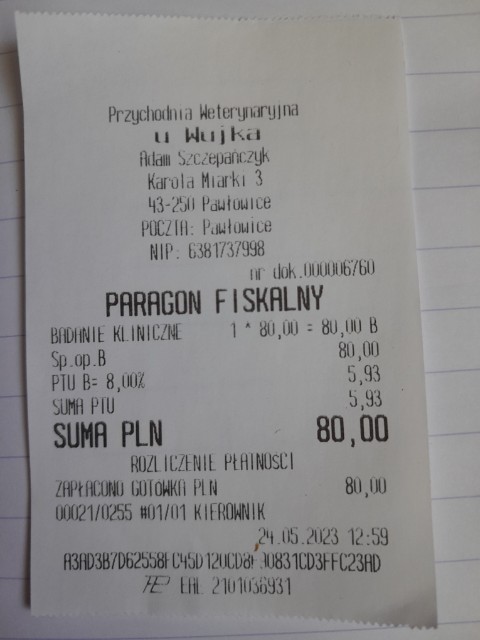 Przychodnia Weterynaryjna
u Wujka
Adam Szczepańczyk
Karola Miarki 3
43-250 Pawłowice
POCZTA: Pawłowice
NIP: 6381737998
nr dok.000006760
PARAGON FISKALNY
BADANIE KLINICZNE 1 * 80,00 = 80,00 B
Sp.op.B 80,00
PTU B= 8,00% 5,93
SUMA PTU 5,93
SUMA PLN 80,00
ROZLICZENIE PŁATNOŚCI
ZAPŁACONO GOTÓWKA PLN 80,00
00021/0255 #01/01 KIEROWNIK
24.05.2023 12:59
EAL 2101036931